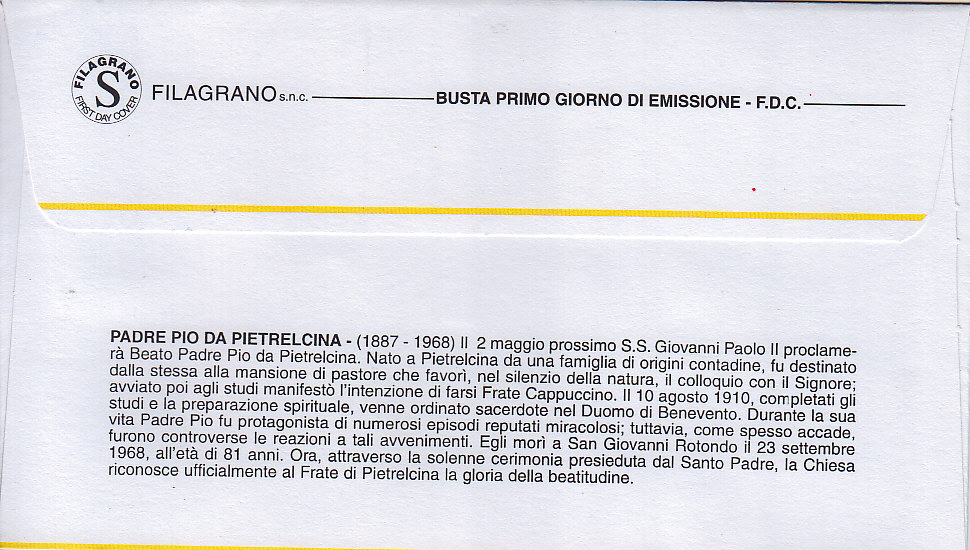 FILAGRANO
S
FIRST DAY COVER
FILAGRANO s.n.c. BUSTA PRIMO GIORNO DI EMISSIONE - F.D.C.
PADRE PIO DA PIETRELCINA - (1887 - 1968) Il 2 maggio prossimo S.S. Giovanni Paolo II proclame-
rà Beato Padre Pio da Pietrelcina. Nato a Pietrelcina da una famiglia di origini contadine, fu destinato
dalla stessa alla mansione di pastore che favorì, nel silenzio della natura, il colloquio con il Signore;
avviato poi agli studi manifestò l'intenzione di farsi Frate Cappuccino. Il 10 agosto 1910, completati gli
studi e la preparazione spirituale, venne ordinato sacerdote nel Duomo di Benevento. Durante la sua
vita Padre Pio fu protagonista di numerosi episodi reputati miracolosi; tuttavia, come spesso accade,
furono controverse le reazioni a tali avvenimenti. Egli morì a San Giovanni Rotondo il 23 settembre
1968, all'età di 81 anni. Ora, attraverso la solenne cerimonia presieduta dal Santo Padre, la Chiesa
riconosce ufficialmente al Frate di Pietrelcina la gloria della beatitudine.